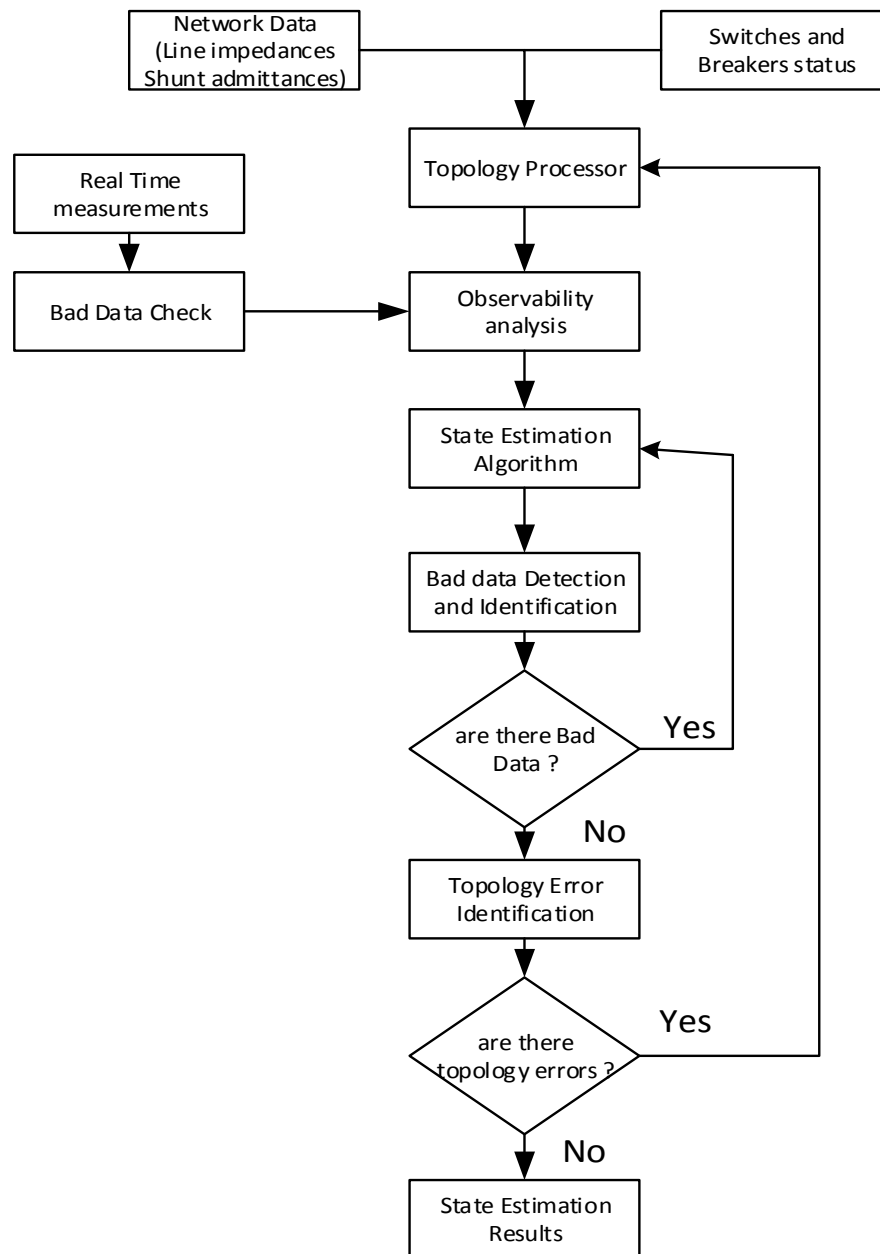 Network Data
(Line impedances
Shunt admittances)
Switches and
Breakers status
Topology Processor
Real Time
measurements
Bad Data Check
Observability
analysis
State Estimation
Algorithm
Bad data Detection
and Identification
are there Bad
Data ?
Yes
No
Topology Error
Identification
are there
topology errors ?
Yes
No
State Estimation
Results